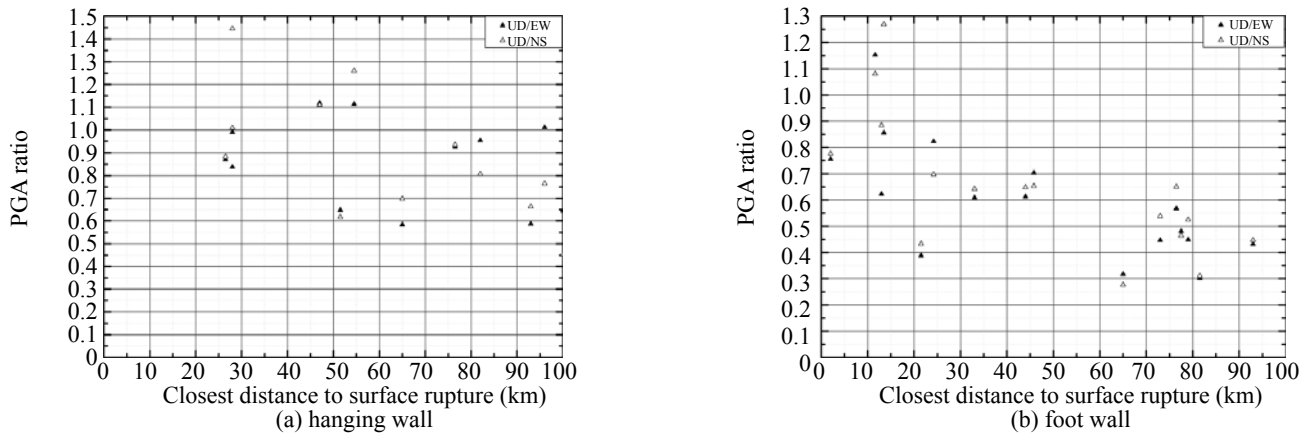 1.5
1.4
1.3
1.2
1.1
1.0
0.9
0.8
0.7
0.6
0.5
0.4
0.3
0.2
0.1
0
PGA ratio
UD/EW
UD/NS
0 10 20 30 40 50 60 70 80 90 100
Closest distance to surface rupture (km)
(a) hanging wall
1.3
1.2
1.1
1.0
0.9
0.8
0.7
0.6
0.5
0.4
0.3
0.2
0.1
0
PGA ratio
UD/EW
UD/NS
0 10 20 30 40 50 60 70 80 90 100
Closest distance to surface rupture (km)
(b) foot wall